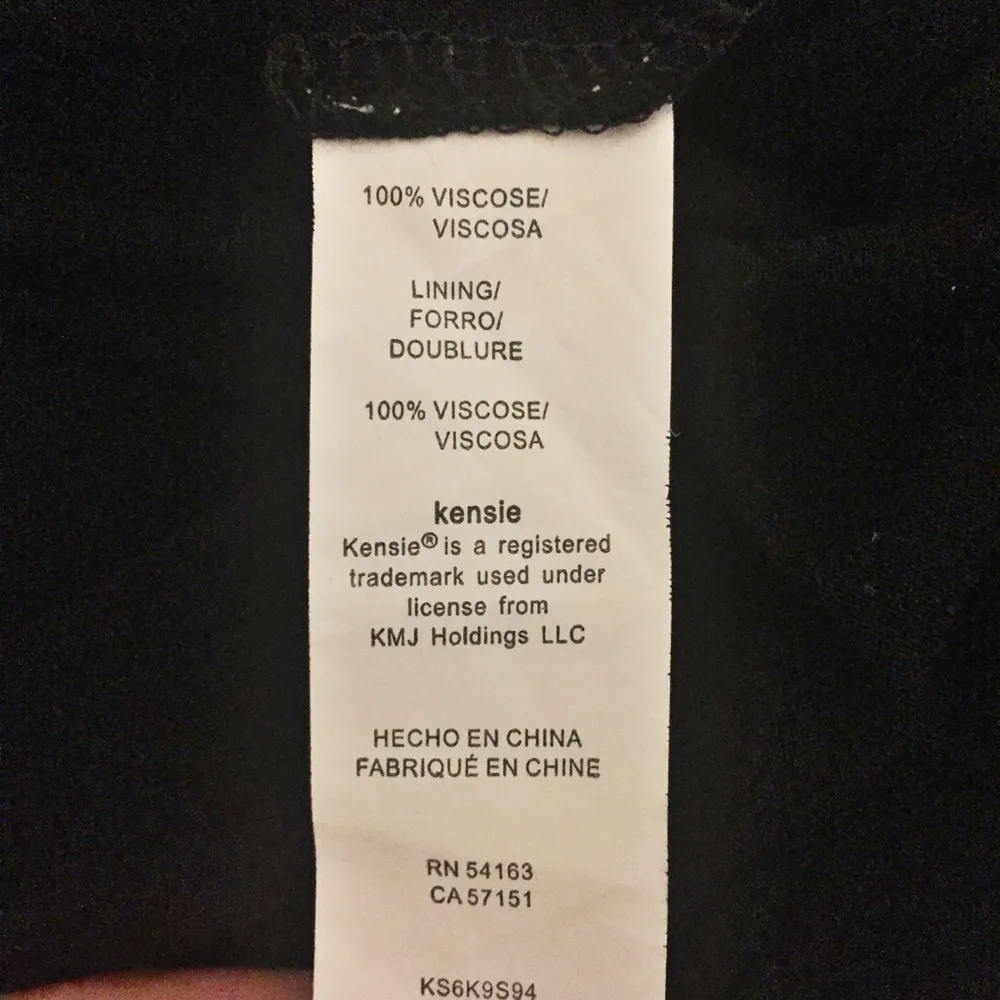 100% VISCOSE/
VISCOSA
LINING/
FORRO/
DOUBLURE
100% VISCOSE/
VISCOSA
kensie
Kensie® is a registered
trademark used under
license from
KMJ Holdings LLC
HECHO EN CHINA
FABRIQUÉ EN CHINE
RN 54163
CA 57151
KS6K9S94